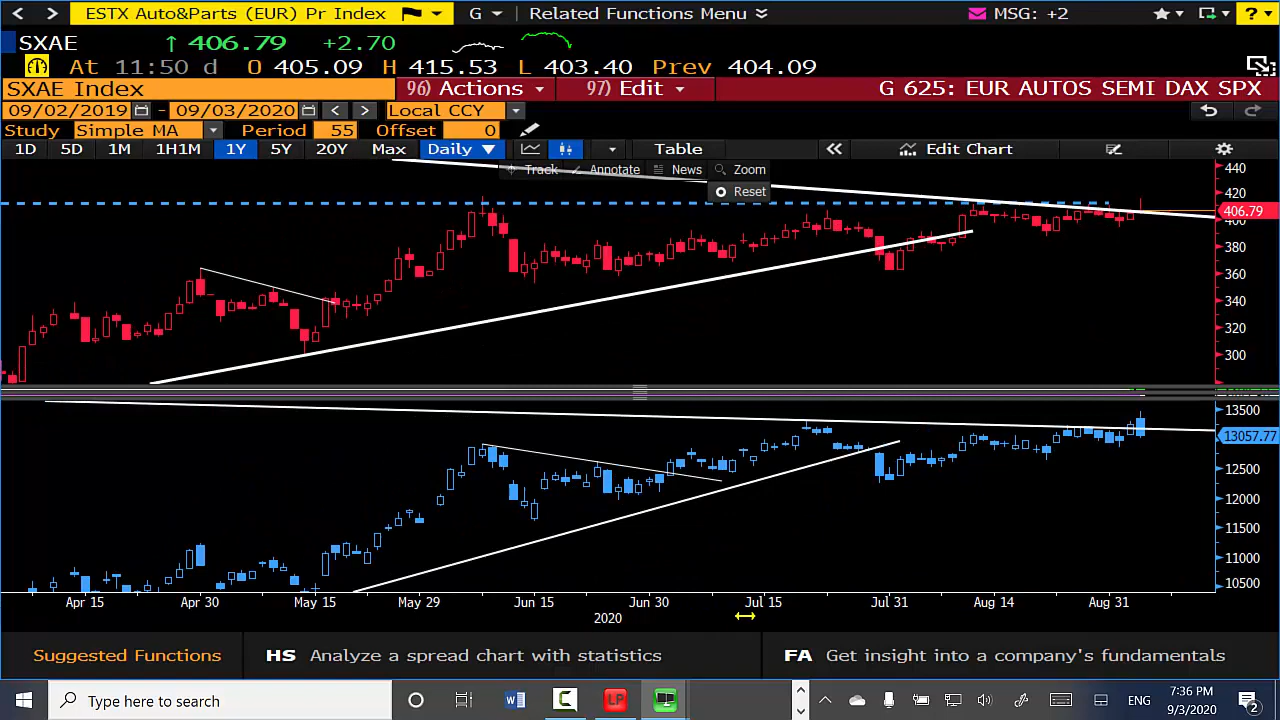 ESTX Auto&Parts (EUR) Pr Index G Related Functions Menu MSG: +2 ?
SXAE ↑ 406.79 +2.70
At 11:50 d O 405.09 H 415.53 L 403.40 Prev 404.09
SXAE Index 96) Actions 97) Edit G 625: EUR AUTOS SEMI DAX SPX
09/02/2019 - 09/03/2020 Local CCY
Study Simple MA Period 55 Offset 0
1D 5D 1M 1H1M 1Y 5Y 20Y Max Daily ▼ Table Edit Chart
Track Annotate News Zoom
Reset
440
420
406.79
380
360
340
320
300
13500
13057.77
12500
12000
11500
11000
10500
Apr 15 Apr 30 May 15 May 29 Jun 15 Jun 30 Jul 15 Jul 31 Aug 14 Aug 31
2020
Suggested Functions HS Analyze a spread chart with statistics FA Get insight into a company's fundamentals
Type here to search ENG 7:36 PM
9/3/2020 2